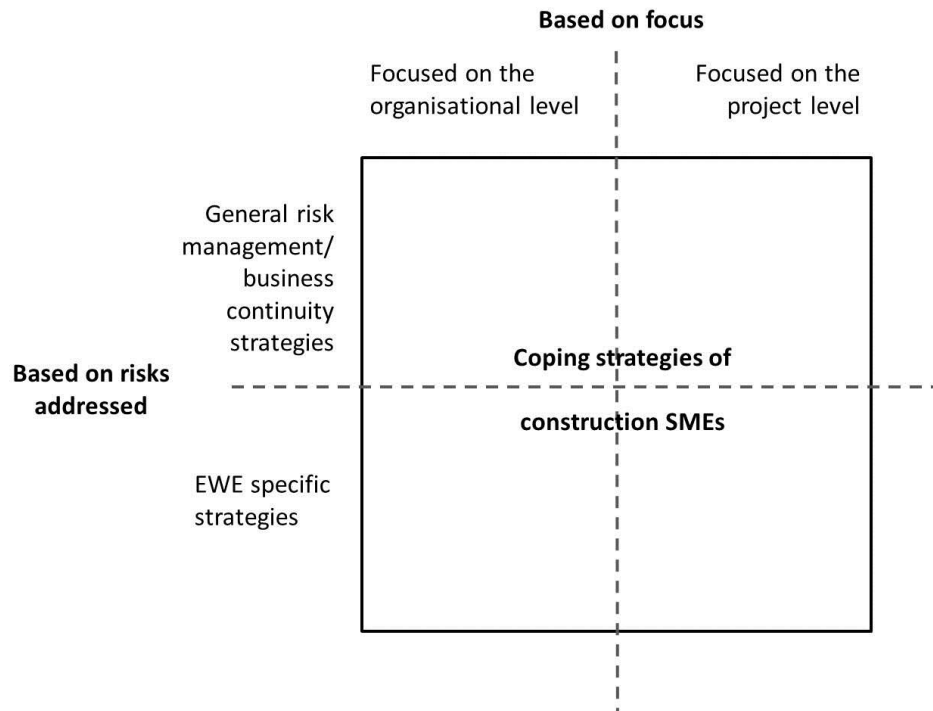 Based on focus
Focused on the
organisational level
Focused on the
project level
General risk
management/
business
continuity
strategies
Coping strategies of
construction SMEs
Based on risks
addressed
EWE specific
strategies